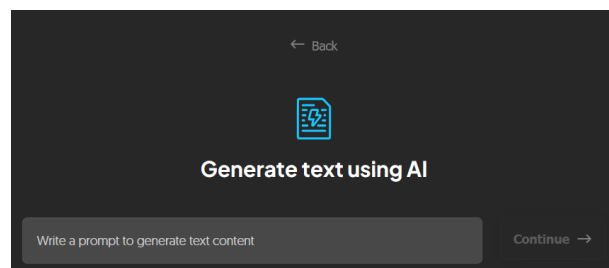 ← Back
Generate text using AI
Write a prompt to generate text content
Continue →